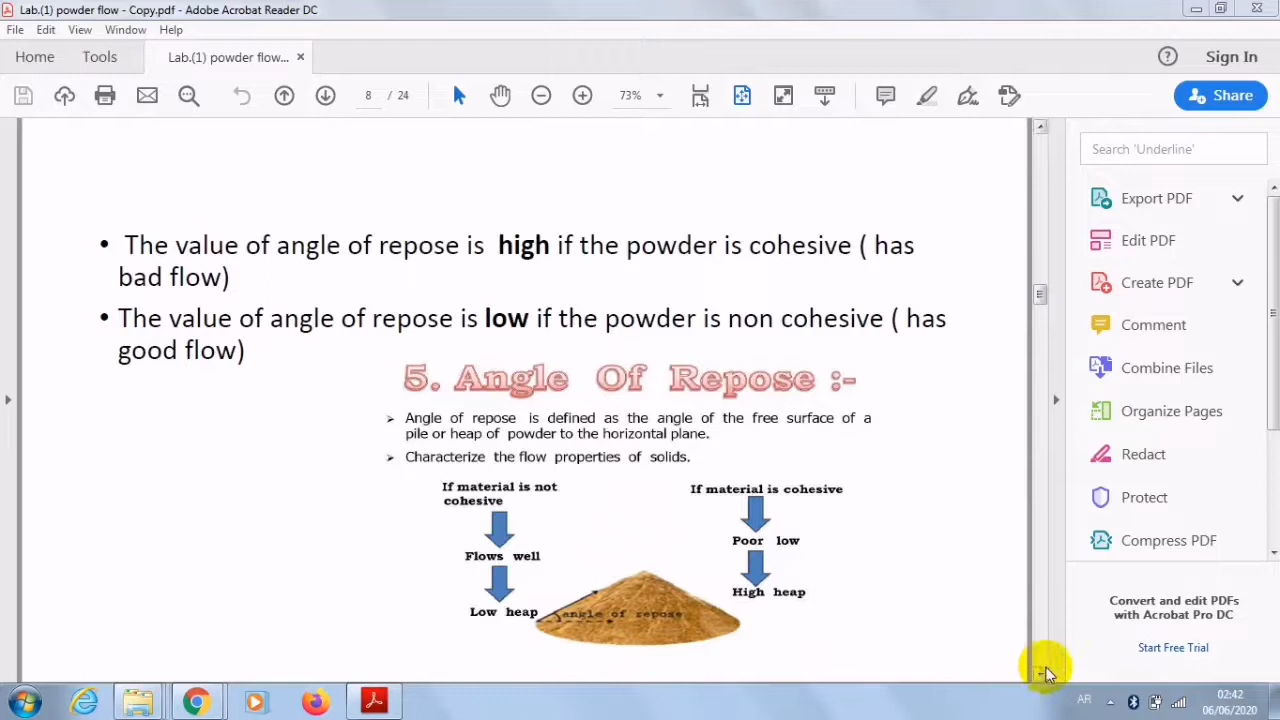 Lab.(1) powder flow - Copy.pdf - Adobe Acrobat Reader DC
File Edit View Window Help
Home Tools Lab.(1) powder flow... × Sign In
8 / 24 73% Share
Search 'Underline'
• The value of angle of repose is high if the powder is cohesive ( has
bad flow)
• The value of angle of repose is low if the powder is non cohesive ( has
good flow)
5. Angle Of Repose :-
➢ Angle of repose is defined as the angle of the free surface of a
pile or heap of powder to the horizontal plane.
➢ Characterize the flow properties of solids.
If material is not
cohesive
Flows well
Low heap
If material is cohesive
Poor low
High heap
angle of repose
Export PDF
Edit PDF
Create PDF
Comment
Combine Files
Organize Pages
Redact
Protect
Compress PDF
Convert and edit PDFs
with Acrobat Pro DC
Start Free Trial
AR
02:42
06/06/2020